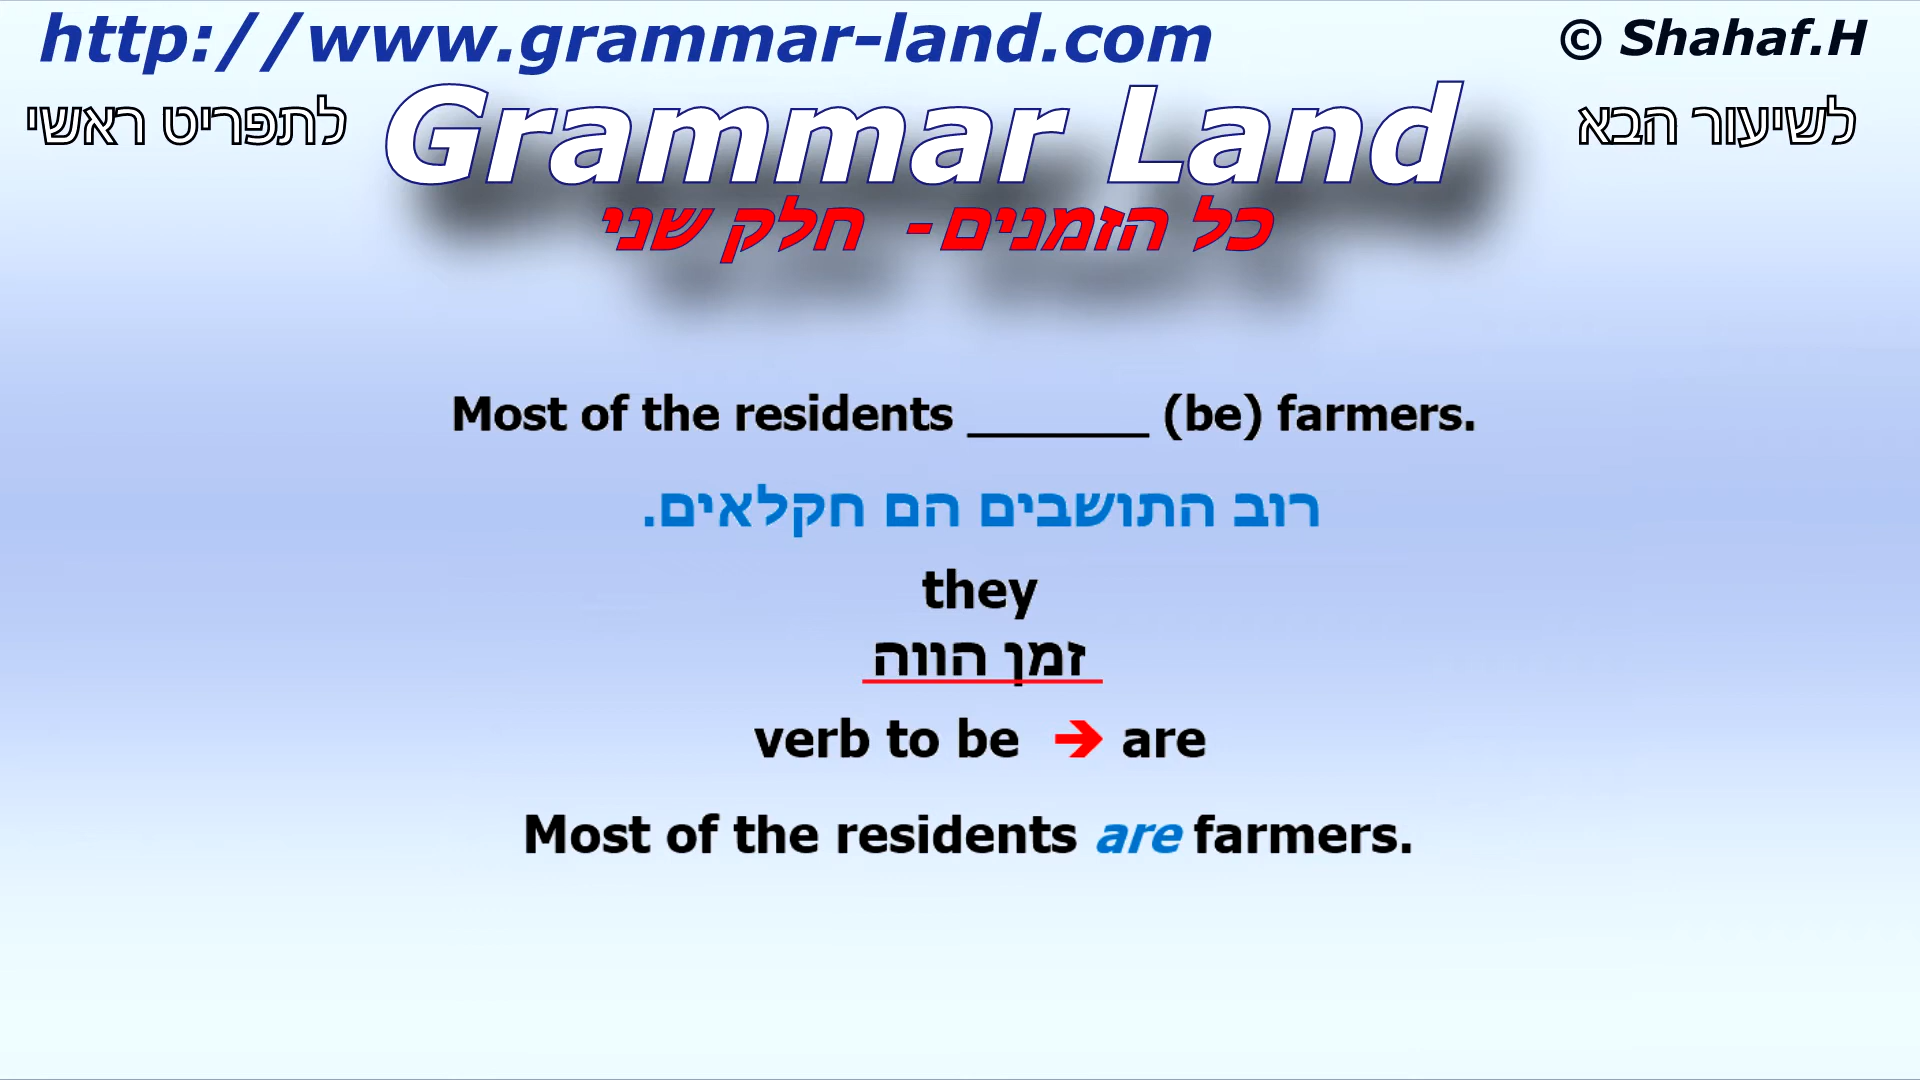 http://www.grammar-land.com
© Shahaf.H
לתפריט ראשי
Grammar Land
לשיעור הבא
כל הזמנים - חלק שני
Most of the residents _______ (be) farmers.
רוב התושבים הם חקלאים.
they
זמן הווה
verb to be ➔ are
Most of the residents are farmers.